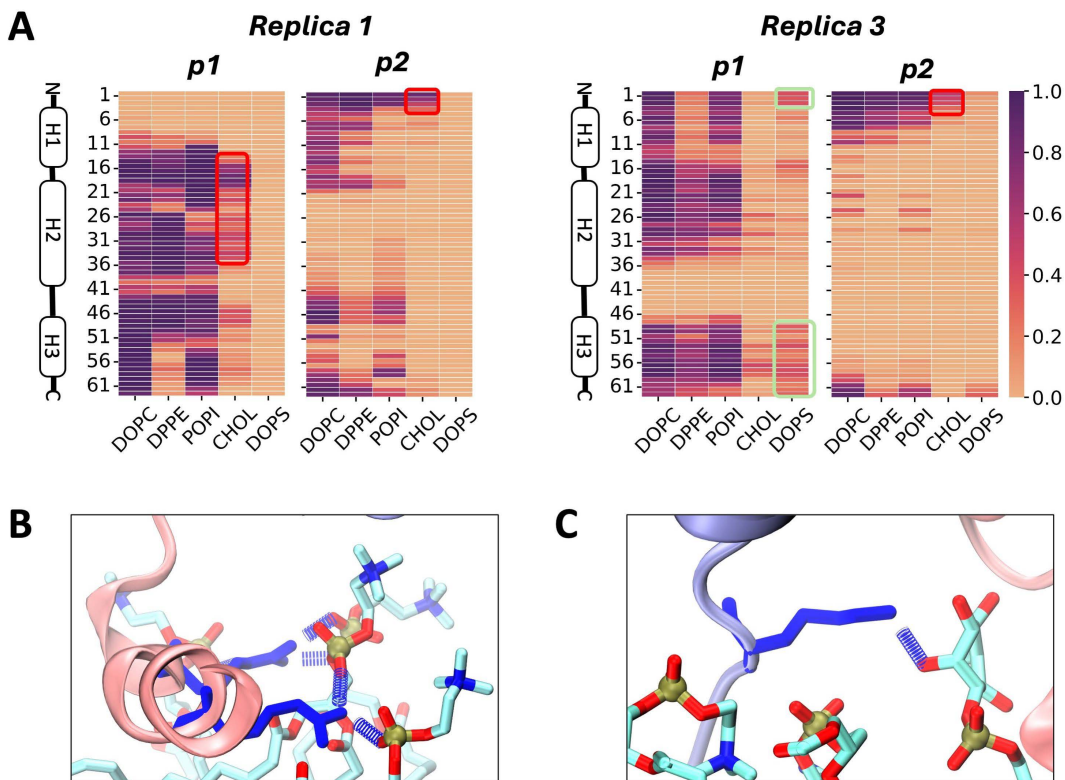 A
Replica 1
Replica 3
p1
p2
p1
p2
N
H1
H2
H3
C
1
6
11
16
21
26
31
36
41
46
51
56
61
DOPC
DPPE
POPI
CHOL
DOPS
DOPC
DPPE
POPI
CHOL
DOPS
N
H1
H2
H3
C
1
6
11
16
21
26
31
36
41
46
51
56
61
DOPC
DPPE
POPI
CHOL
DOPS
DOPC
DPPE
POPI
CHOL
DOPS
1.0
0.8
0.6
0.4
0.2
0.0
B
C